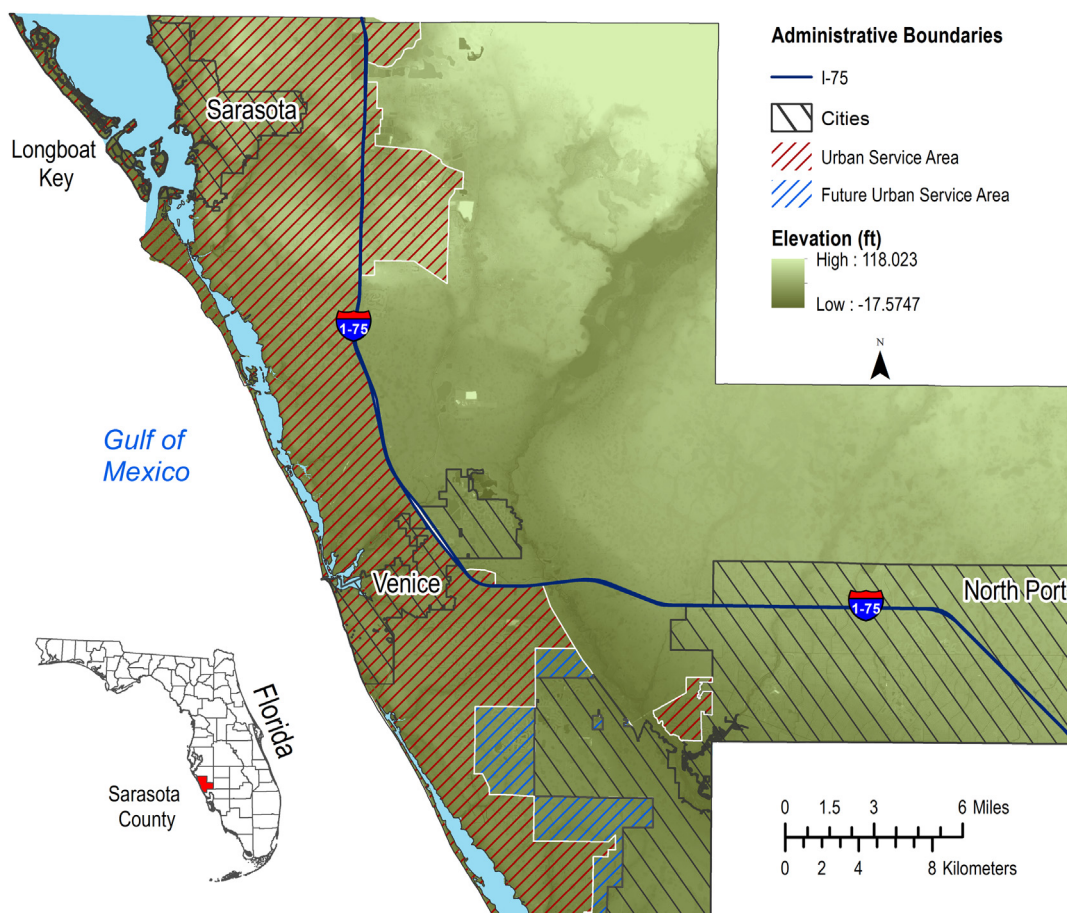 Administrative Boundaries
I-75
Cities
Urban Service Area
Future Urban Service Area
Elevation (ft)
High : 118.023
Low : -17.5747
N
Sarasota
Longboat
Key
1-75
Gulf of
Mexico
Venice
North Port
1-75
Florida
Sarasota
County
0 1.5 3 6 Miles
0 2 4 8 Kilometers